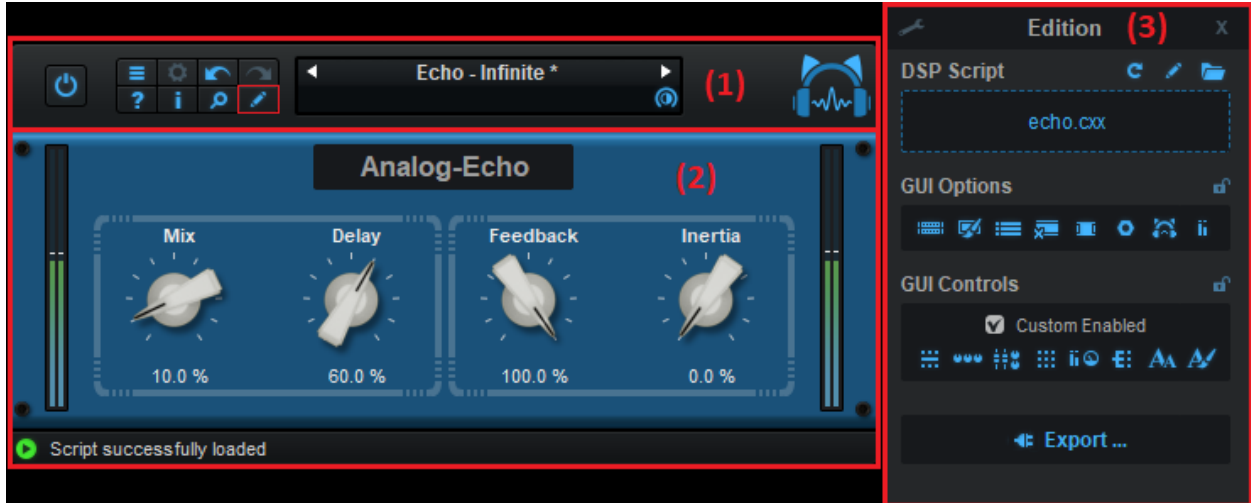 Echo - Infinite *
(1)
? i
Analog-Echo
(2)
Mix Delay Feedback Inertia
10.0 % 60.0 % 100.0 % 0.0 %
Script successfully loaded
Edition (3) X
DSP Script
echo.cxx
GUI Options
GUI Controls
Custom Enabled
Export ...